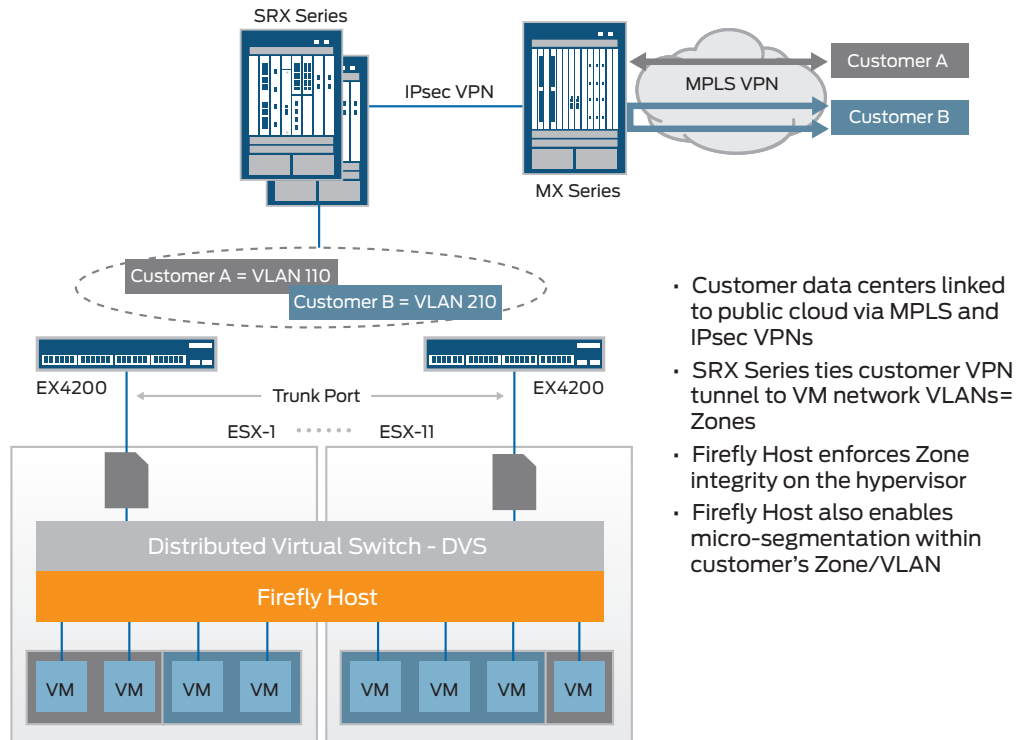 SRX Series
IPsec VPN
MPLS VPN
Customer A
Customer B
MX Series
Customer A = VLAN 110
Customer B = VLAN 210
EX4200
EX4200
Trunk Port
ESX-1
ESX-11
Distributed Virtual Switch - DVS
Firefly Host
VM
VM
VM
VM
VM
VM
VM
VM
· Customer data centers linked
to public cloud via MPLS and
IPsec VPNs
· SRX Series ties customer VPN
tunnel to VM network VLANs=
Zones
· Firefly Host enforces Zone
integrity on the hypervisor
· Firefly Host also enables
micro-segmentation within
customer’s Zone/VLAN